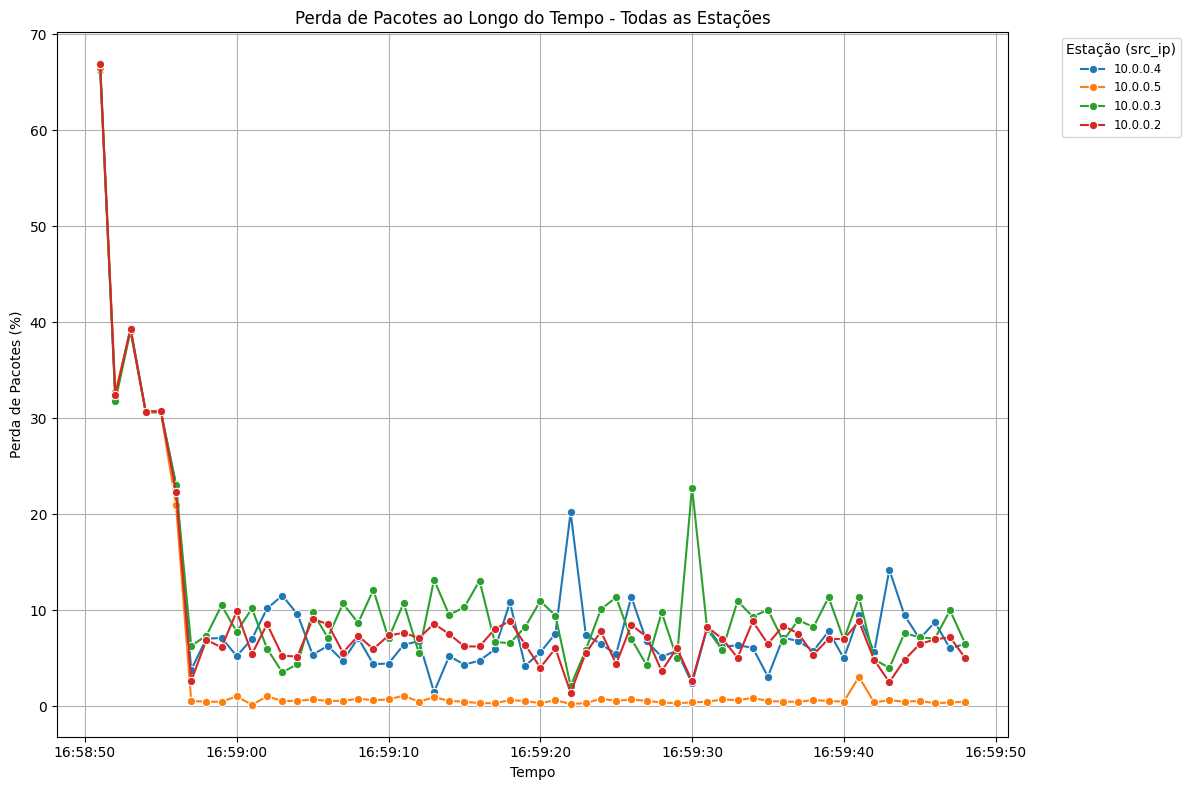 Perda de Pacotes ao Longo do Tempo - Todas as Estações
Estação (src_ip)
10.0.0.4
10.0.0.5
10.0.0.3
10.0.0.2
Perda de Pacotes (%)
70
60
50
40
30
20
10
0
16:58:50 16:59:00 16:59:10 16:59:20 16:59:30 16:59:40 16:59:50
Tempo